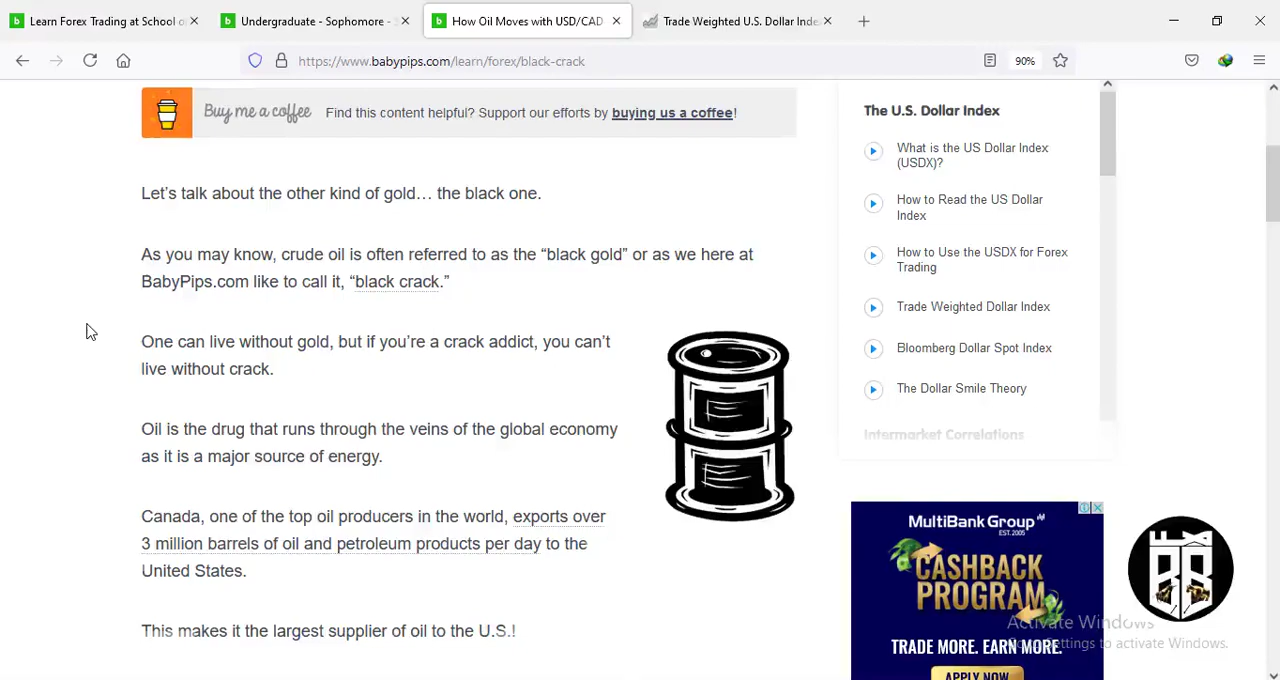 Learn Forex Trading at School o
Undergraduate - Sophomore -
How Oil Moves with USD/CAD
Trade Weighted U.S. Dollar Inde
https://www.babypips.com/learn/forex/black-crack
90%
Buy me a coffee
Find this content helpful? Support our efforts by buying us a coffee!
Let's talk about the other kind of gold… the black one.
As you may know, crude oil is often referred to as the “black gold” or as we here at
BabyPips.com like to call it, “black crack.”
One can live without gold, but if you're a crack addict, you can't
live without crack.
Oil is the drug that runs through the veins of the global economy
as it is a major source of energy.
Canada, one of the top oil producers in the world, exports over
3 million barrels of oil and petroleum products per day to the
United States.
This makes it the largest supplier of oil to the U.S.!
The U.S. Dollar Index
What is the US Dollar Index
(USDX)?
How to Read the US Dollar
Index
How to Use the USDX for Forex
Trading
Trade Weighted Dollar Index
Bloomberg Dollar Spot Index
The Dollar Smile Theory
Intermarket Correlations
MultiBank Group
EST. 2005
CASHBACK
PROGRAM
TRADE MORE. EARN MORE.
APPLY NOW
BB
Activate Windows
Settings to activate Windows.